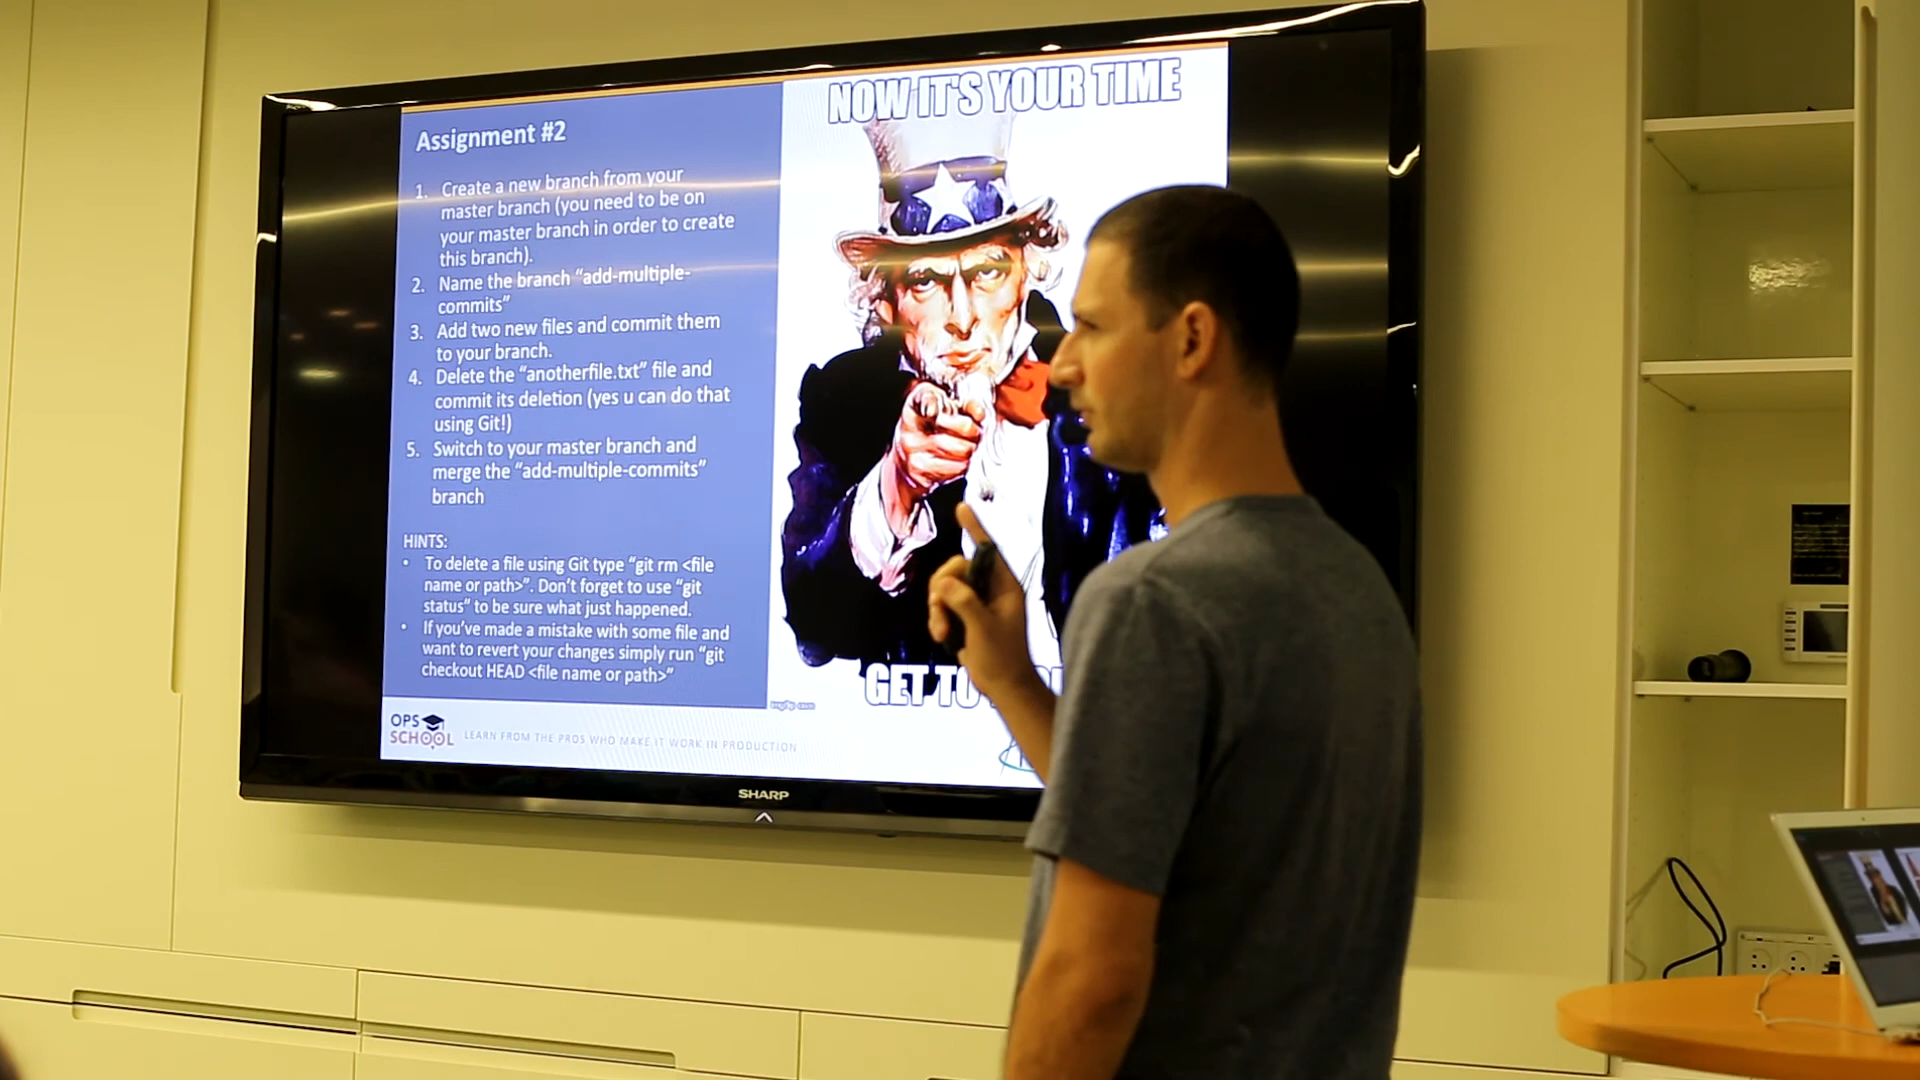 NOW IT'S YOUR TIME
Assignment #2
1. Create a new branch from your
master branch (you need to be on
your master branch in order to create
this branch).
2. Name the branch “add-multiple-
commits”
3. Add two new files and commit them
to your branch.
4. Delete the “anotherfile.txt” file and
commit its deletion (yes u can do that
using Git!)
5. Switch to your master branch and
merge the “add-multiple-commits”
branch
HINTS:
• To delete a file using Git type “git rm <file
name or path>”. Don’t forget to use “git
status” to be sure what just happened.
• If you’ve made a mistake with some file and
want to revert your changes simply run “git
checkout HEAD <file name or path>”
GET TO
imgflip.com
OPS
SCHOOL
LEARN FROM THE PROS WHO MAKE IT WORK IN PRODUCTION
SHARP